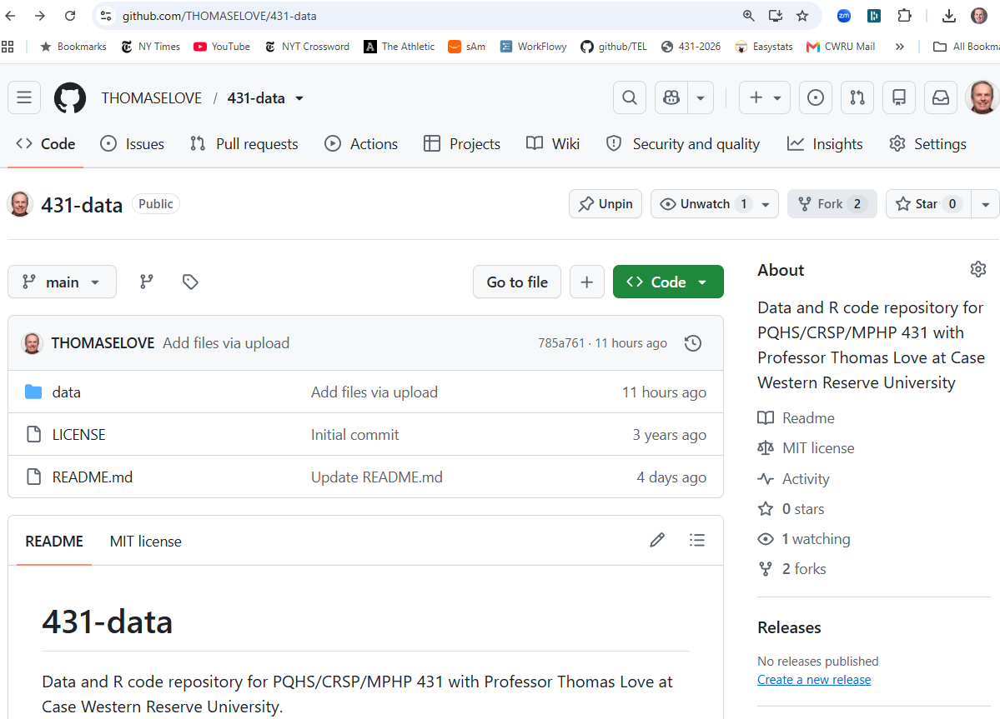 github.com/THOMASELOVE/431-data
zm
Bookmarks NY Times YouTube NYT Crossword The Athletic sAm WorkFlowy github/TEL 431-2026 Easystats CWRU Mail » All Bookma
THOMASELOVE / 431-data
Code Issues Pull requests Actions Projects Wiki Security and quality Insights Settings
431-data Public Unpin Unwatch 1 Fork 2 Star 0
main Go to file Code
THOMASELOVE Add files via upload 785a761 · 11 hours ago
data Add files via upload 11 hours ago
LICENSE Initial commit 3 years ago
README.md Update README.md 4 days ago
README MIT license
431-data
Data and R code repository for PQHS/CRSP/MPHP 431 with Professor Thomas Love at
Case Western Reserve University.
About
Data and R code repository for
PQHS/CRSP/MPHP 431 with
Professor Thomas Love at Case
Western Reserve University
Readme
MIT license
Activity
0 stars
1 watching
2 forks
Releases
No releases published
Create a new release